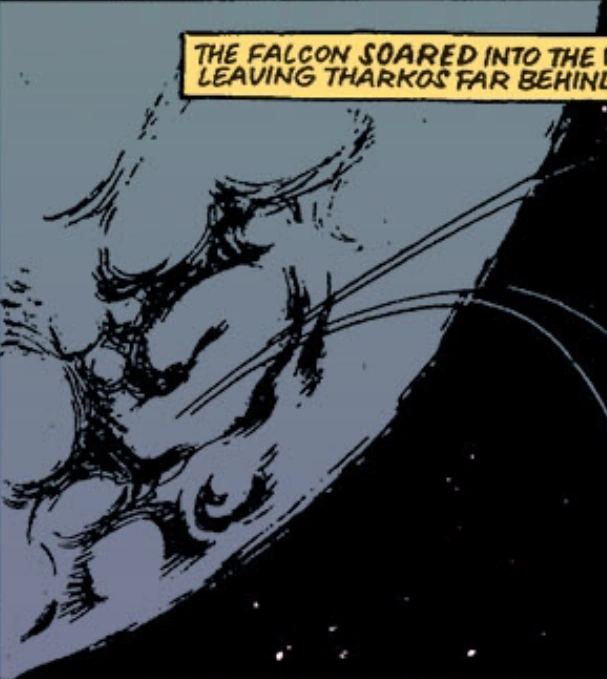 THE FALCON SOARED INTO THE
LEAVING THARKOS FAR BEHIND